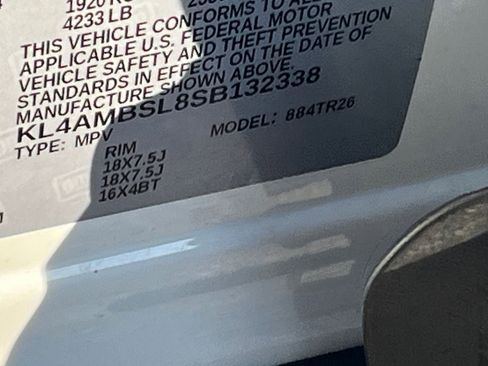 1920
4233 LB
THIS VEHICLE CONFORMS TO ALL
APPLICABLE U.S. FEDERAL MOTOR
VEHICLE SAFETY AND THEFT PREVENTION
STANDARDS IN EFFECT ON THE DATE OF
MANUFACTURE SHOWN ABOVE.
KL4AMBSL8SB132338
TYPE: MPV MODEL: 884TR26
RIM
18X7.5J
18X7.5J
16X4BT